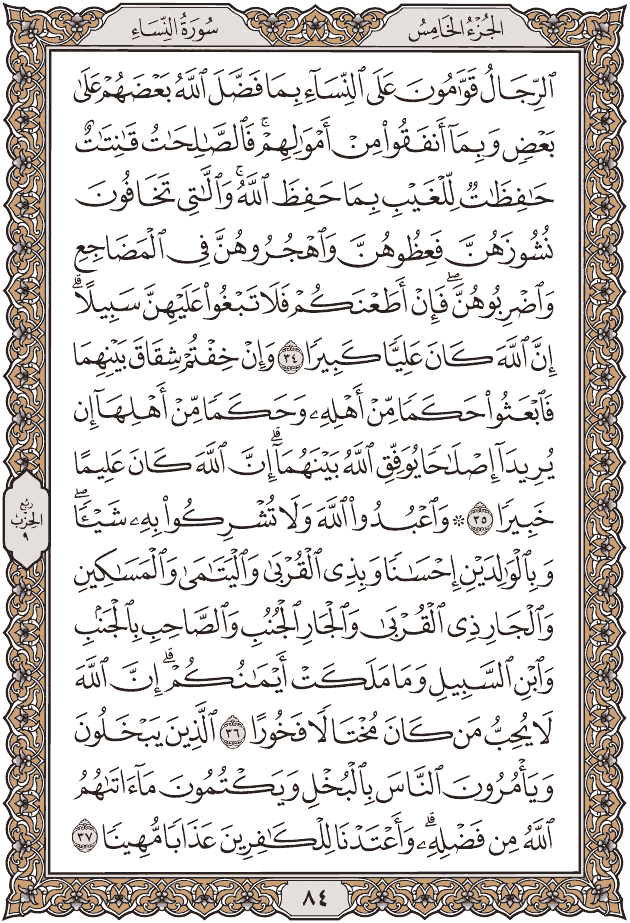 سُورَةُ النِّسَاءِ
الجُزْءُ الخَامِسُ
ٱلرِّجَالُ قَوَّٰمُونَ عَلَى ٱلنِّسَآءِ بِمَا فَضَّلَ ٱللَّهُ بَعْضَهُمْ عَلَىٰ
بَعْضٍ وَبِمَآ أَنفَقُوا۟ مِنْ أَمْوَٰلِهِمْ ۚ فَٱلصَّٰلِحَٰتُ قَٰنِتَٰتٌ
حَٰفِظَٰتٌ لِّلْغَيْبِ بِمَا حَفِظَ ٱللَّهُ ۚ وَٱلَّٰتِى تَخَافُونَ
نُشُوزَهُنَّ فَعِظُوهُنَّ وَٱهْجُرُوهُنَّ فِى ٱلْمَضَاجِعِ
وَٱضْرِبُوهُنَّ ۖ فَإِنْ أَطَعْنَكُمْ فَلَا تَبْغُوا۟ عَلَيْهِنَّ سَبِيلًا ۗ
إِنَّ ٱللَّهَ كَانَ عَلِيًّا كَبِيرًا ٣٤ وَإِنْ خِفْتُمْ شِقَاقَ بَيْنِهِمَا
فَٱبْعَثُوا۟ حَكَمًا مِّنْ أَهْلِهِۦ وَحَكَمًا مِّنْ أَهْلِهَآ إِن
يُرِيدَآ إِصْلَٰحًا يُوَفِّقِ ٱللَّهُ بَيْنَهُمَآ ۗ إِنَّ ٱللَّهَ كَانَ عَلِيمًا
خَبِيرًا ٣٥ ۞ وَٱعْبُدُوا۟ ٱللَّهَ وَلَا تُشْرِكُوا۟ بِهِۦ شَيْـًٔا ۖ
وَبِٱلْوَٰلِدَيْنِ إِحْسَٰنًا وَبِذِى ٱلْقُرْبَىٰ وَٱلْيَتَٰمَىٰ وَٱلْمَسَٰكِينِ
وَٱلْجَارِ ذِى ٱلْقُرْبَىٰ وَٱلْجَارِ ٱلْجُنُبِ وَٱلصَّاحِبِ بِٱلْجَنۢبِ
وَٱبْنِ ٱلسَّبِيلِ وَمَا مَلَكَتْ أَيْمَٰنُكُمْ ۗ إِنَّ ٱللَّهَ
لَا يُحِبُّ مَن كَانَ مُخْتَالًا فَخُورًا ٣٦ ٱلَّذِينَ يَبْخَلُونَ
وَيَأْمُرُونَ ٱلنَّاسَ بِٱلْبُخْلِ وَيَكْتُمُونَ مَآ ءَاتَىٰهُمُ
ٱللَّهُ مِن فَضْلِهِۦ ۗ وَأَعْتَدْنَا لِلْكَٰفِرِينَ عَذَابًا مُّهِينًا ٣٧
ربع
الحزب
٩
٨٤